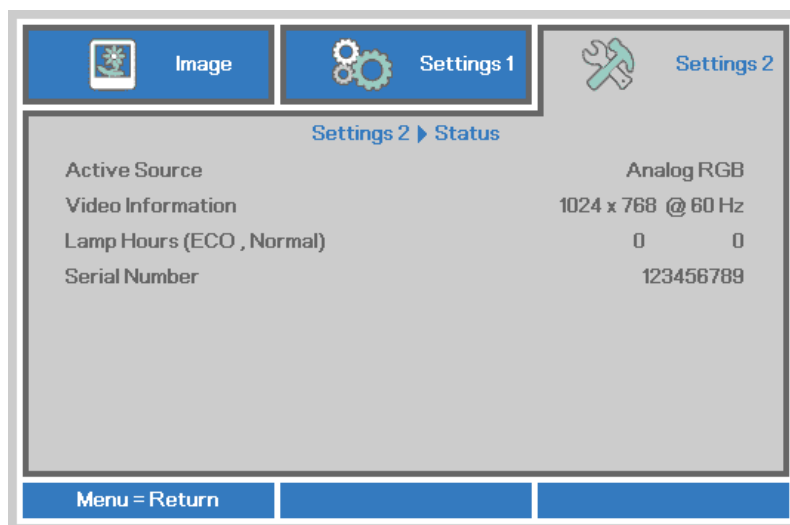 Image Settings 1 Settings 2
Settings 2 ▶ Status
Active Source Analog RGB
Video Information 1024 x 768 @ 60 Hz
Lamp Hours (ECO , Normal) 0 0
Serial Number 123456789
Menu = Return